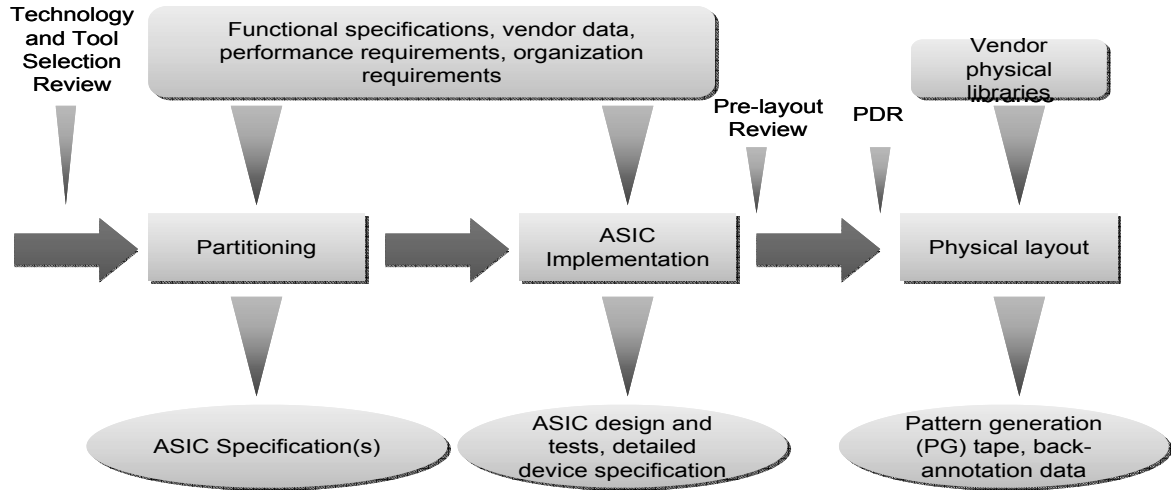 Technology
and Tool
Selection
Review
Functional specifications, vendor data,
performance requirements, organization
requirements
Vendor
physical
libraries
Pre-layout
Review
PDR
Partitioning
ASIC
Implementation
Physical layout
ASIC Specification(s)
ASIC design and
tests, detailed
device specification
Pattern generation
(PG) tape, back-
annotation data